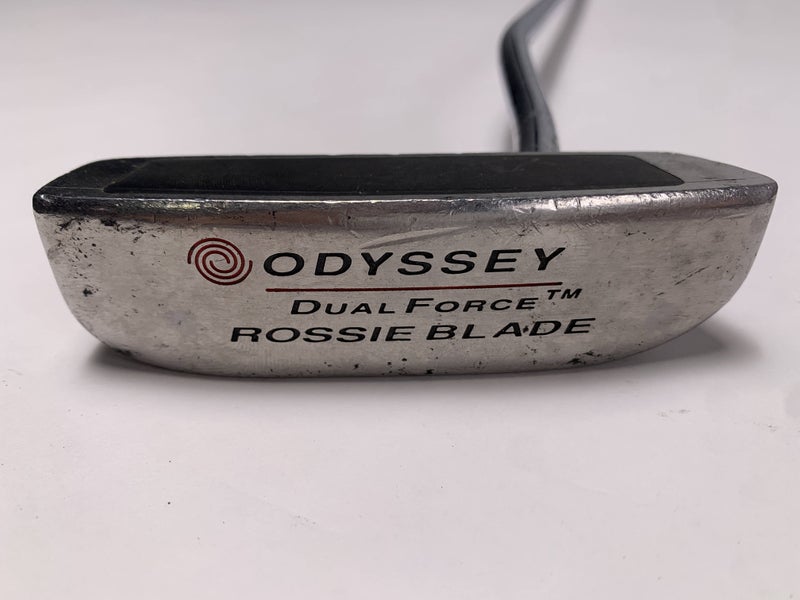 ODYSSEY
DUAL FORCE™
ROSSIE BLADE